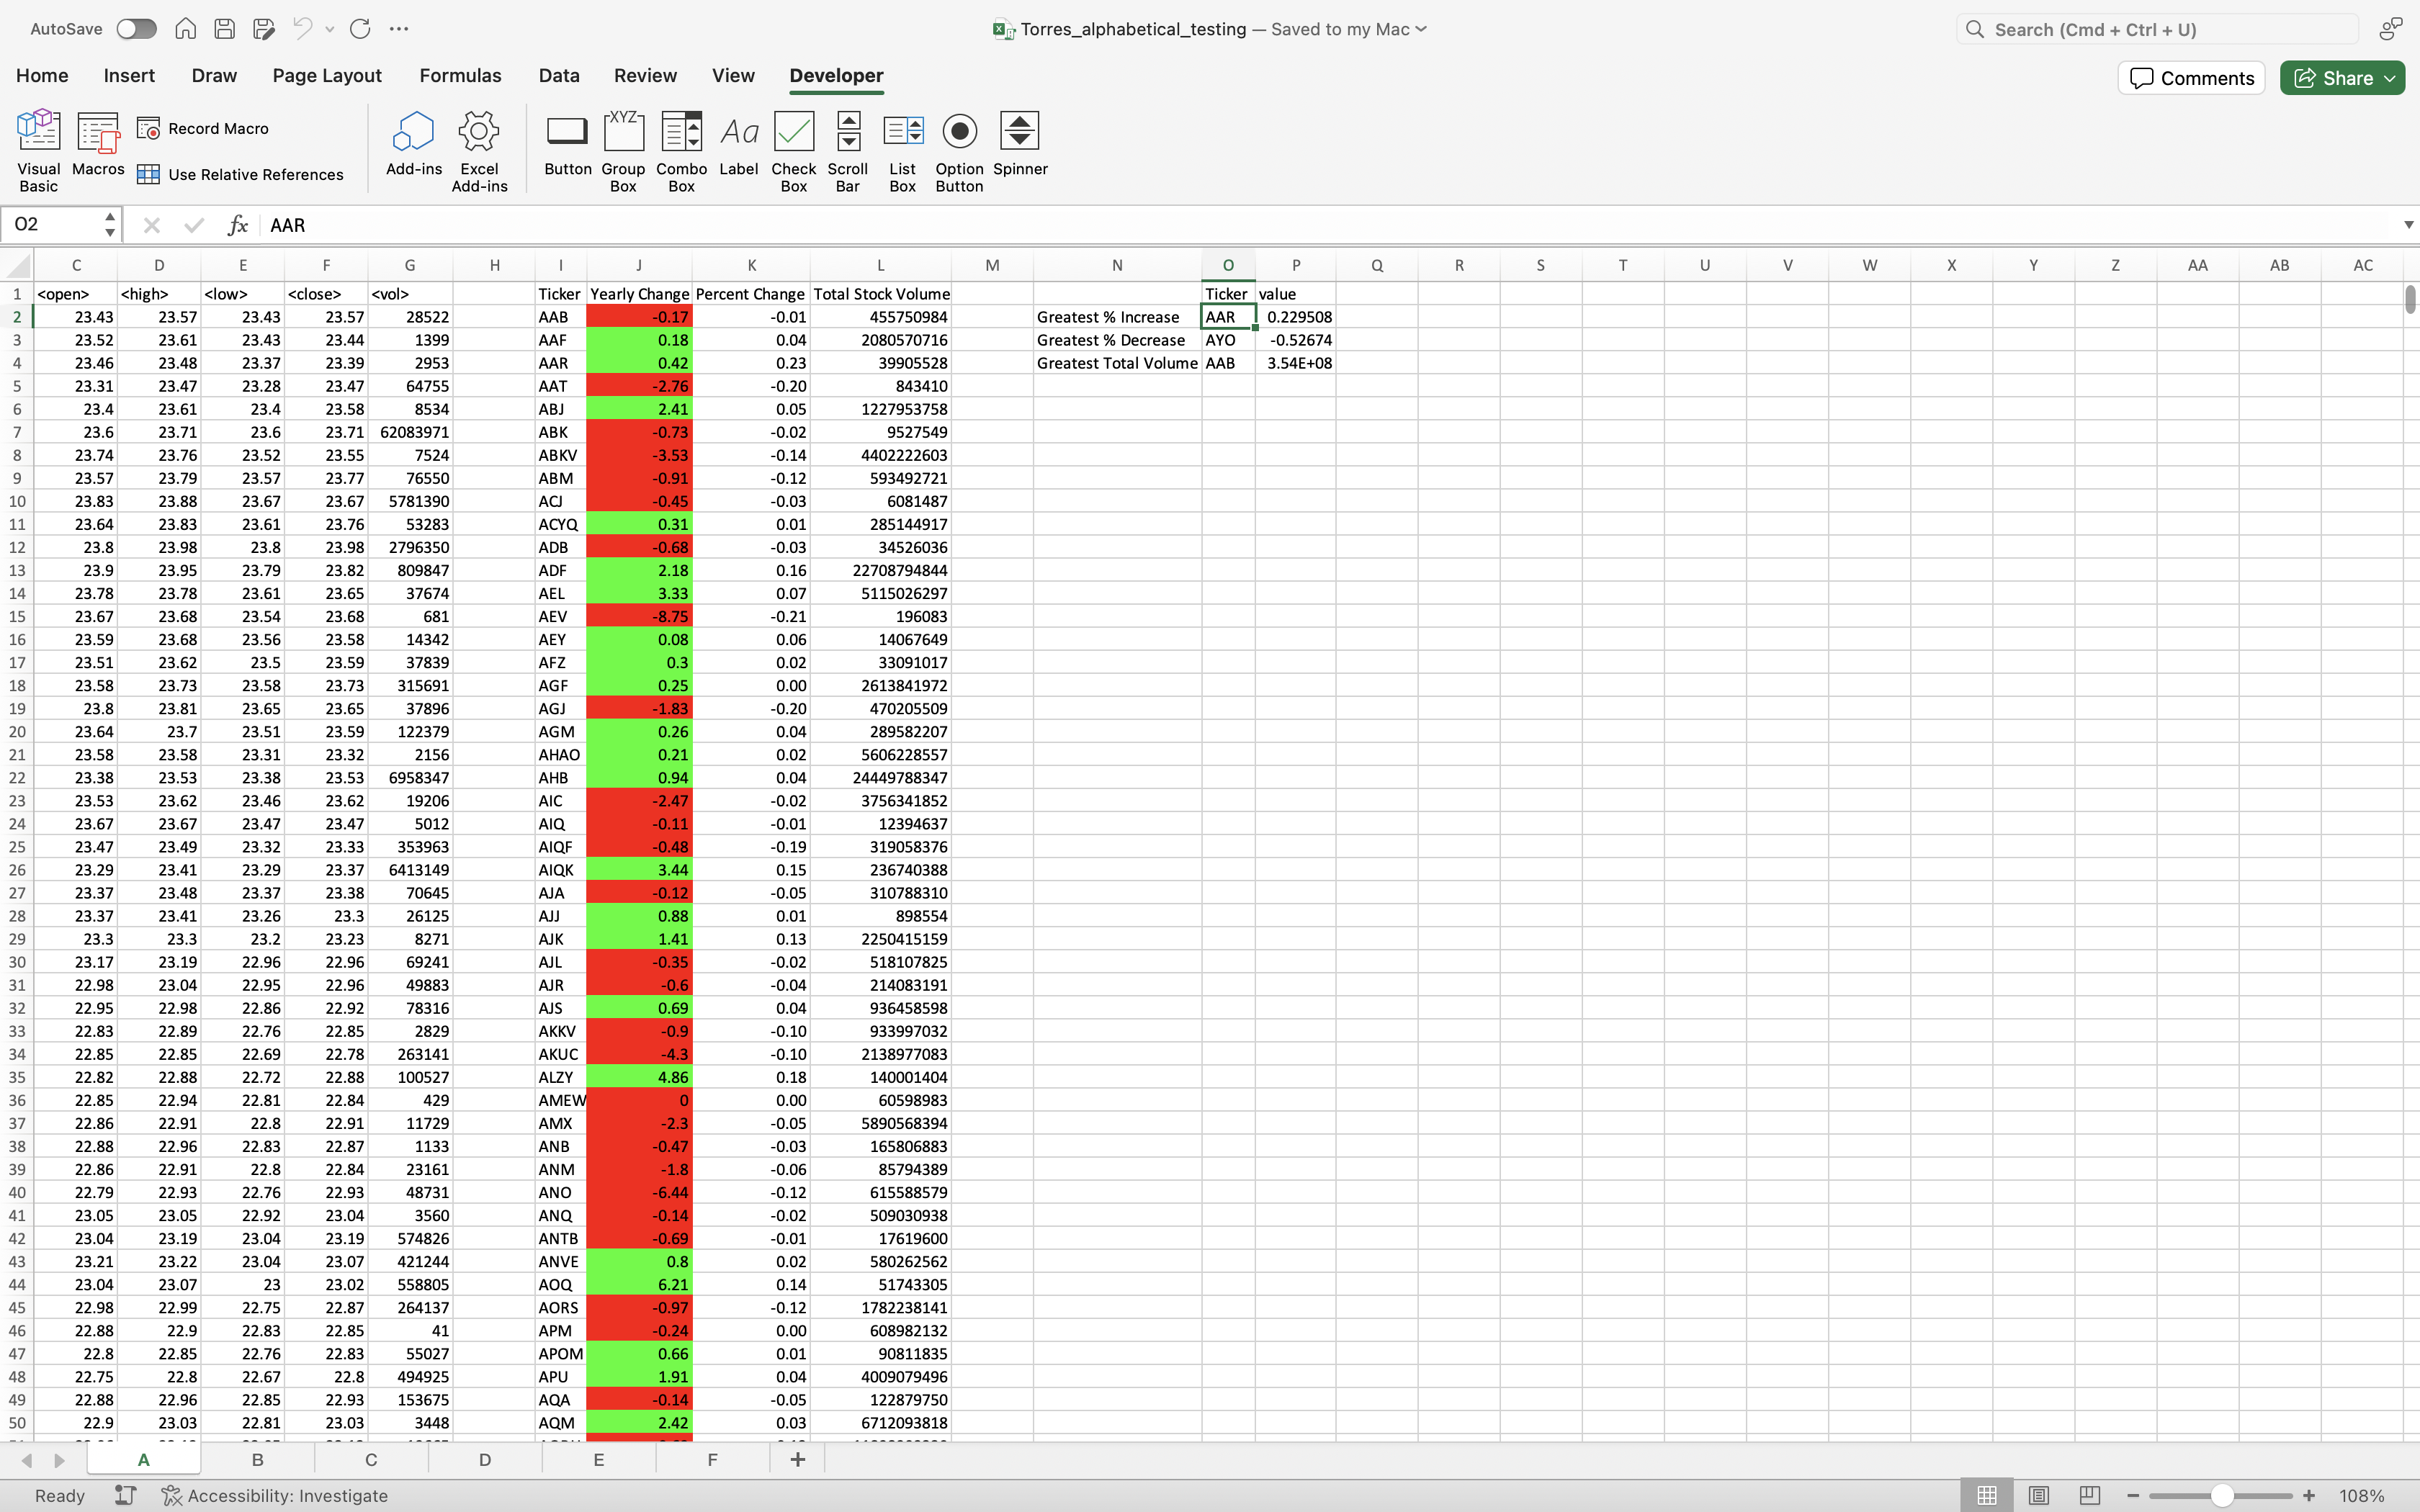 AutoSave
Torres_alphabetical_testing — Saved to my Mac
Search (Cmd + Ctrl + U)
Home Insert Draw Page Layout Formulas Data Review View Developer
Comments Share
Visual Basic Macros Record Macro Use Relative References Add-ins Excel Add-ins Button Group Box Combo Box Label Check Box Scroll Bar List Box Option Button Spinner
XYZ Aa
O2 fx AAR
C D E F G H I J K L M N O P Q R S T U V W X Y Z AA AB AC
1 <open> <high> <low> <close> <vol> Ticker Yearly Change Percent Change Total Stock Volume Ticker value
2 23.43 23.57 23.43 23.57 28522 AAB -0.17 -0.01 455750984 Greatest % Increase AAR 0.229508
3 23.52 23.61 23.43 23.44 1399 AAF 0.18 0.04 2080570716 Greatest % Decrease AYO -0.52674
4 23.46 23.48 23.37 23.39 2953 AAR 0.42 0.23 39905528 Greatest Total Volume AAB 3.54E+08
5 23.31 23.47 23.28 23.47 64755 AAT -2.76 -0.20 843410
6 23.4 23.61 23.4 23.58 8534 ABJ 2.41 0.05 1227953758
7 23.6 23.71 23.6 23.71 62083971 ABK -0.73 -0.02 9527549
8 23.74 23.76 23.52 23.55 7524 ABKV -3.53 -0.14 4402222603
9 23.57 23.79 23.57 23.77 76550 ABM -0.91 -0.12 593492721
10 23.83 23.88 23.67 23.67 5781390 ACJ -0.45 -0.03 6081487
11 23.64 23.83 23.61 23.76 53283 ACYQ 0.31 0.01 285144917
12 23.8 23.98 23.8 23.98 2796350 ADB -0.68 -0.03 34526036
13 23.9 23.95 23.79 23.82 809847 ADF 2.18 0.16 22708794844
14 23.78 23.78 23.61 23.65 37674 AEL 3.33 0.07 5115026297
15 23.67 23.68 23.54 23.68 681 AEV -8.75 -0.21 196083
16 23.59 23.68 23.56 23.58 14342 AEY 0.08 0.06 14067649
17 23.51 23.62 23.5 23.59 37839 AFZ 0.3 0.02 33091017
18 23.58 23.73 23.58 23.73 315691 AGF 0.25 0.00 2613841972
19 23.8 23.81 23.65 23.65 37896 AGJ -1.83 -0.20 470205509
20 23.64 23.7 23.51 23.59 122379 AGM 0.26 0.04 289582207
21 23.58 23.58 23.31 23.32 2156 AHAO 0.21 0.02 5606228557
22 23.38 23.53 23.38 23.53 6958347 AHB 0.94 0.04 24449788347
23 23.53 23.62 23.46 23.62 19206 AIC -2.47 -0.02 3756341852
24 23.67 23.67 23.47 23.47 5012 AIQ -0.11 -0.01 12394637
25 23.47 23.49 23.32 23.33 353963 AIQF -0.48 -0.19 319058376
26 23.29 23.41 23.29 23.37 6413149 AIQK 3.44 0.15 236740388
27 23.37 23.48 23.37 23.38 70645 AJA -0.12 -0.05 310788310
28 23.37 23.41 23.26 23.3 26125 AJJ 0.88 0.01 898554
29 23.3 23.3 23.2 23.23 8271 AJK 1.41 0.13 2250415159
30 23.17 23.19 22.96 22.96 69241 AJL -0.35 -0.02 518107825
31 22.98 23.04 22.95 22.96 49883 AJR -0.6 -0.04 214083191
32 22.95 22.98 22.86 22.92 78316 AJS 0.69 0.04 936458598
33 22.83 22.89 22.76 22.85 2829 AKKV -0.9 -0.10 933997032
34 22.85 22.85 22.69 22.78 263141 AKUC -4.3 -0.10 2138977083
35 22.82 22.88 22.72 22.88 100527 ALZY 4.86 0.18 140001404
36 22.85 22.94 22.81 22.84 429 AMEW 0 0.00 60598983
37 22.86 22.91 22.8 22.91 11729 AMX -2.3 -0.05 5890568394
38 22.88 22.96 22.83 22.87 1133 ANB -0.47 -0.03 165806883
39 22.86 22.91 22.8 22.84 23161 ANM -1.8 -0.06 85794389
40 22.79 22.93 22.76 22.93 48731 ANO -6.44 -0.12 615588579
41 23.05 23.05 22.92 23.04 3560 ANQ -0.14 -0.02 509030938
42 23.04 23.19 23.04 23.19 574826 ANTB -0.69 -0.01 17619600
43 23.21 23.22 23.04 23.07 421244 ANVE 0.8 0.02 580262562
44 23.04 23.07 23 23.02 558805 AOQ 6.21 0.14 51743305
45 22.98 22.99 22.75 22.87 264137 AORS -0.97 -0.12 1782238141
46 22.88 22.9 22.83 22.85 41 APM -0.24 0.00 608982132
47 22.8 22.85 22.76 22.83 55027 APOM 0.66 0.01 90811835
48 22.75 22.8 22.67 22.8 494925 APU 1.91 0.04 4009079496
49 22.88 22.96 22.85 22.93 153675 AQA -0.14 -0.05 122879750
50 22.9 23.03 22.81 23.03 3448 AQM 2.42 0.03 6712093818
A B C D E F
Ready Accessibility: Investigate 108%